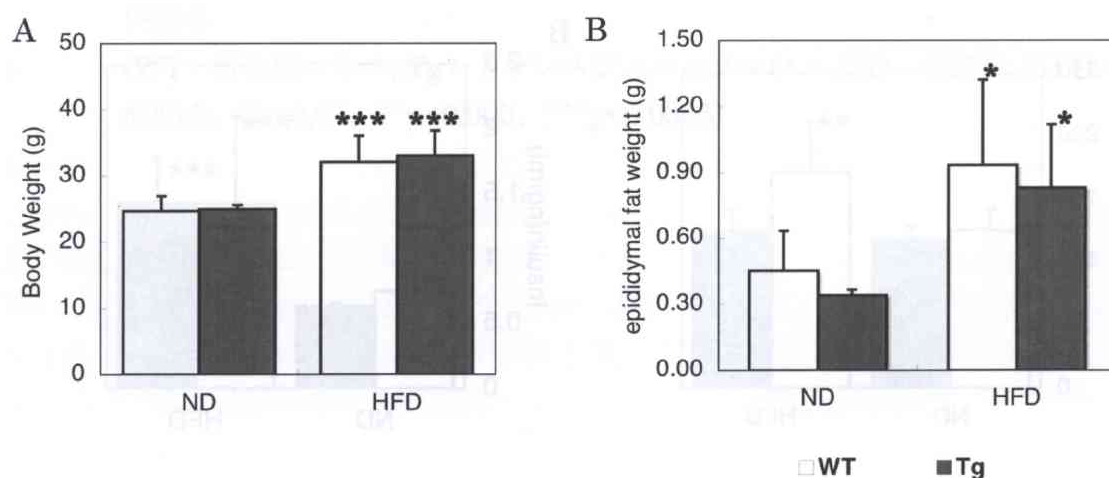 A
50
40
30
20
10
0
Body Weight (g)
*** ***
ND HFD
B
1.50
1.20
0.90
0.60
0.30
0.00
epididymal fat weight (g)
* *
ND HFD
WT Tg